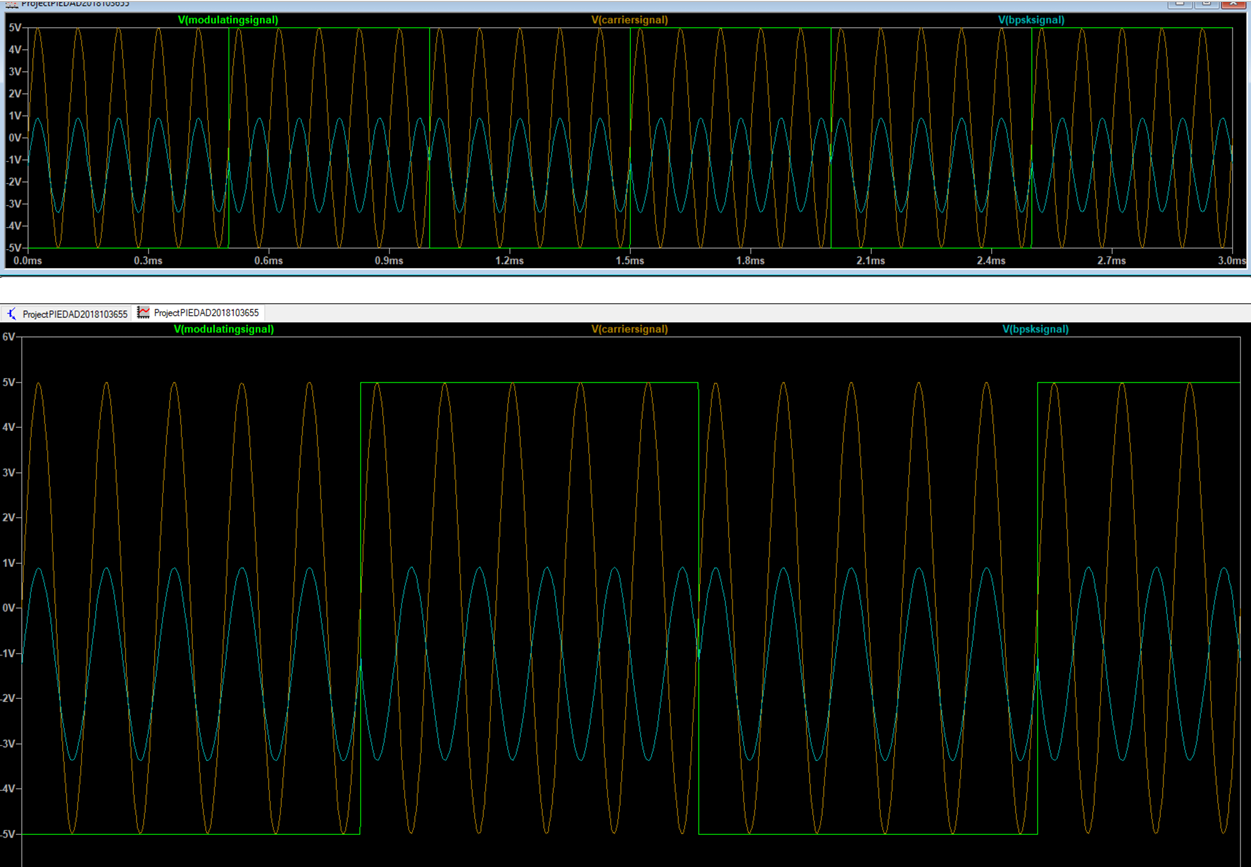 ProjectPIEDAD2018103655
V(modulatingsignal) V(carriersignal) V(bpsksignal)
5V
4V
3V
2V
1V
0V
-1V
-2V
-3V
-4V
-5V
0.0ms 0.3ms 0.6ms 0.9ms 1.2ms 1.5ms 1.8ms 2.1ms 2.4ms 2.7ms 3.0ms
ProjectPIEDAD2018103655 ProjectPIEDAD2018103655
V(modulatingsignal) V(carriersignal) V(bpsksignal)
6V
5V
4V
3V
2V
1V
0V
-1V
-2V
-3V
-4V
-5V